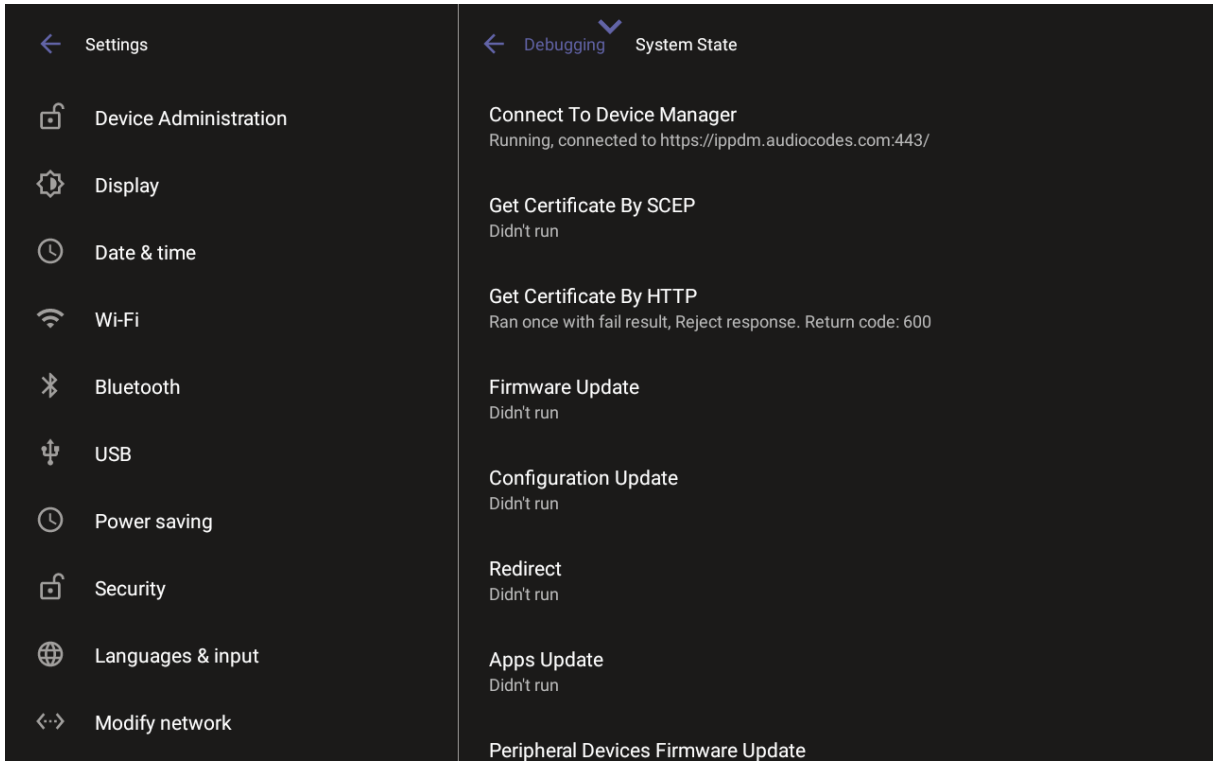 Settings
Device Administration
Display
Date & time
Wi-Fi
Bluetooth
USB
Power saving
Security
Languages & input
Modify network
Debugging System State
Connect To Device Manager
Running, connected to https://ippdm.audiocodes.com:443/
Get Certificate By SCEP
Didn't run
Get Certificate By HTTP
Ran once with fail result, Reject response. Return code: 600
Firmware Update
Didn't run
Configuration Update
Didn't run
Redirect
Didn't run
Apps Update
Didn't run
Peripheral Devices Firmware Update